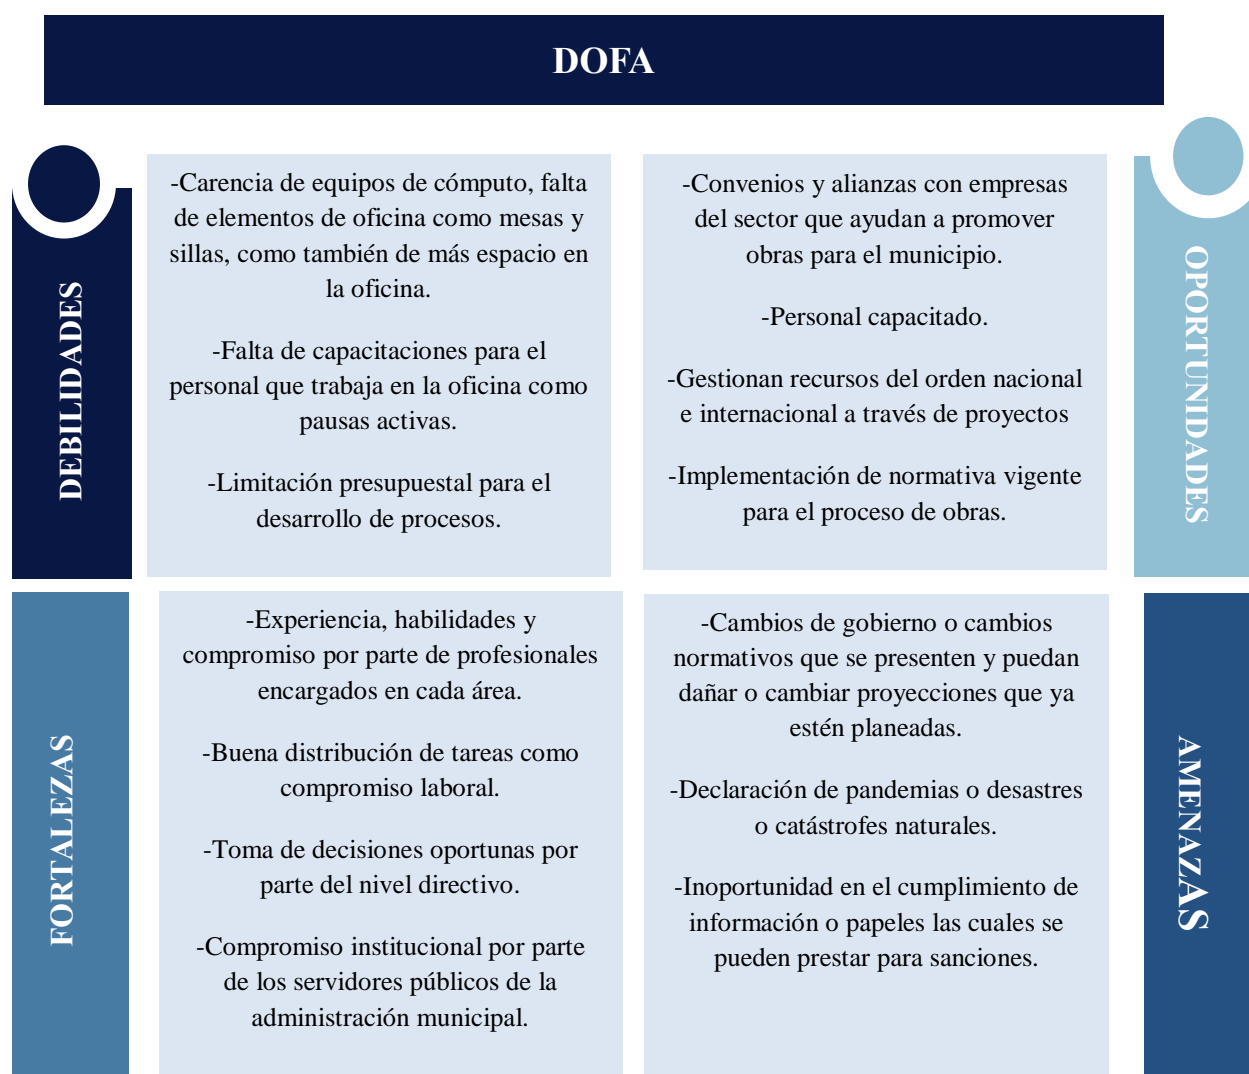 DOFA
DEBILIDADES
-Carencia de equipos de cómputo, falta
de elementos de oficina como mesas y
sillas, como también de más espacio en
la oficina.
-Falta de capacitaciones para el
personal que trabaja en la oficina como
pausas activas.
-Limitación presupuestal para el
desarrollo de procesos.
-Convenios y alianzas con empresas
del sector que ayudan a promover
obras para el municipio.
-Personal capacitado.
-Gestionan recursos del orden nacional
e internacional a través de proyectos
-Implementación de normativa vigente
para el proceso de obras.
OPORTUNIDADES
FORTALEZAS
-Experiencia, habilidades y
compromiso por parte de profesionales
encargados en cada área.
-Buena distribución de tareas como
compromiso laboral.
-Toma de decisiones oportunas por
parte del nivel directivo.
-Compromiso institucional por parte
de los servidores públicos de la
administración municipal.
-Cambios de gobierno o cambios
normativos que se presenten y puedan
dañar o cambiar proyecciones que ya
estén planeadas.
-Declaración de pandemias o desastres
o catástrofes naturales.
-Inoportunidad en el cumplimiento de
información o papeles las cuales se
pueden prestar para sanciones.
AMENAZAS